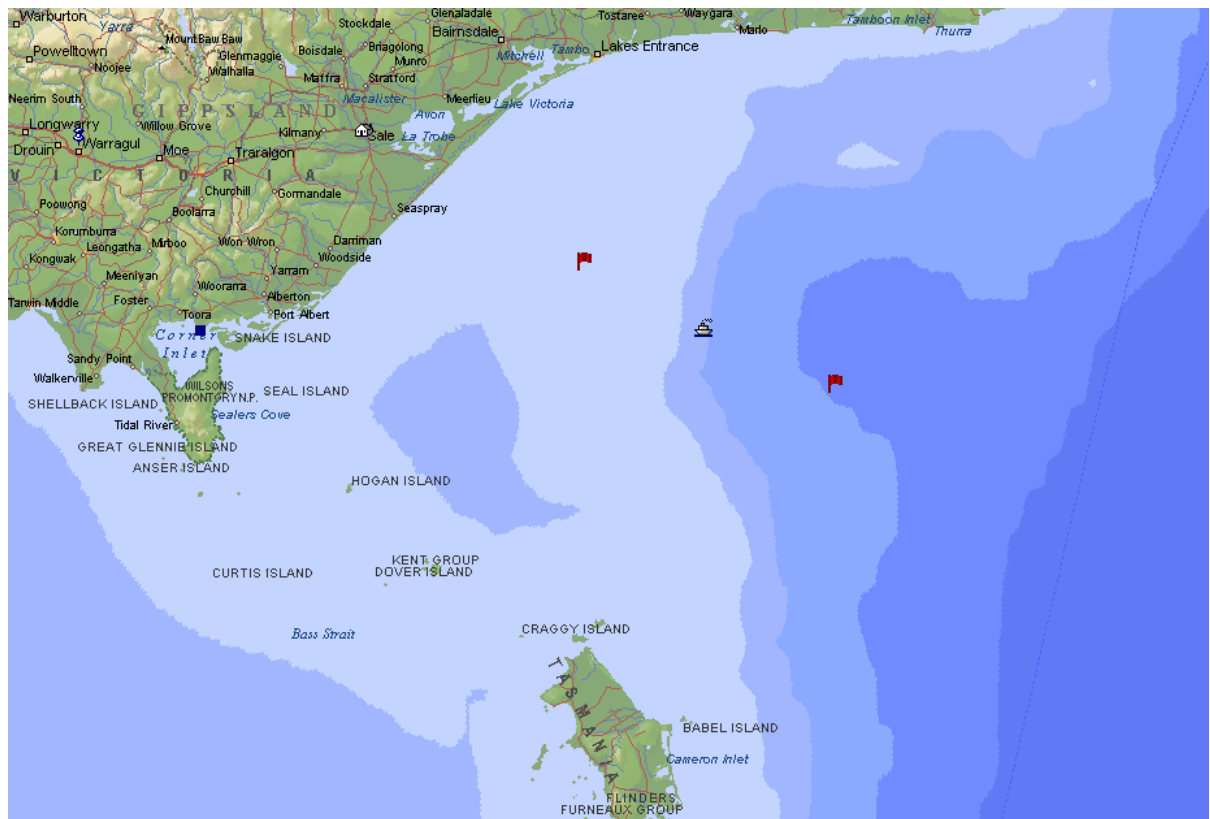 Warburton
Yarra
Stockdale
Glenaladale
Tostaree
Waygara
Tamboon Inlet
Powelltown
Mount Baw Baw
Boisdale
Briagolong
Bairnsdale
Marlo
Thurra
Noojee
Glenmaggie
Munro
Mitchell
Tambo
Lakes Entrance
Walhalla
Maffra
Stratford
Neerim South
Macalister
Meerlieu
Lake Victoria
GIPPSLAND
Avon
Longwarry
Willow Grove
Kilmany
Sale
La Trobe
Drouin
Warragul
Moe
Traralgon
VICTORIA
Churchill
Gormandale
Poowong
Boolarra
Seaspray
Korumburra
Leongatha
Mirboo
Won Wron
Darriman
Kongwak
Woodside
Meeniyan
Yarram
Woorarra
Tarwin Middle
Foster
Alberton
Toora
Port Albert
Corner
Inlet
SNAKE ISLAND
Sandy Point
Walkerville
WILSONS
PROMONTORY N.P.
SEAL ISLAND
SHELLBACK ISLAND
Sealers Cove
Tidal River
GREAT GLENNIE ISLAND
ANSER ISLAND
HOGAN ISLAND
KENT GROUP
CURTIS ISLAND
DOVER ISLAND
Bass Strait
CRAGGY ISLAND
TASMANIA
BABEL ISLAND
Cameron Inlet
FLINDERS
FURNEAUX GROUP